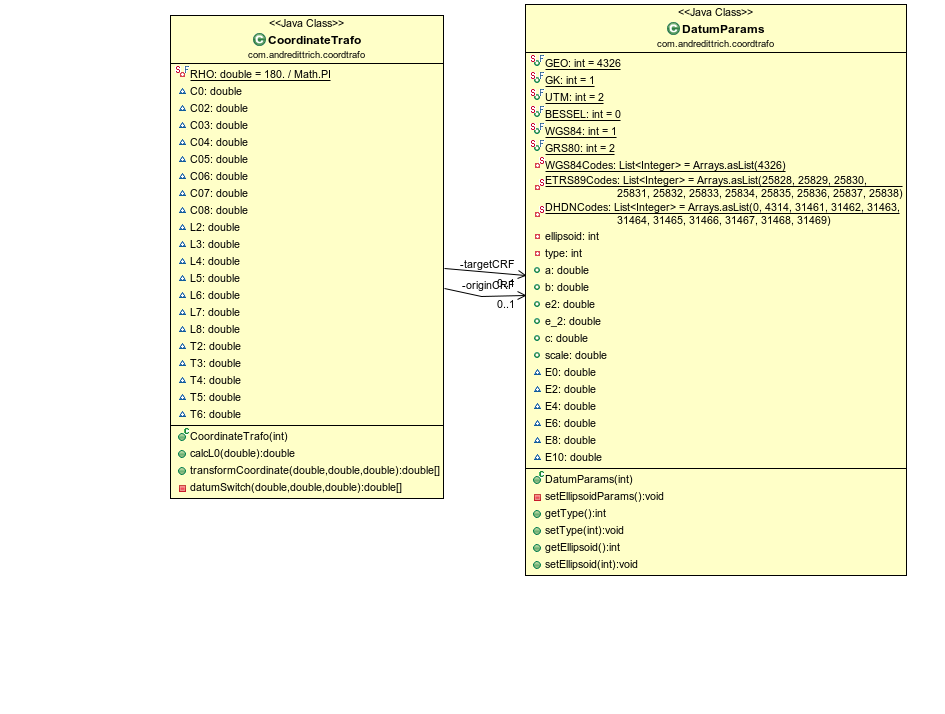 <<Java Class>>
CoordinateTrafo
com.andredittrich.coordtrafo
RHO: double = 180. / Math.PI
C0: double
C02: double
C03: double
C04: double
C05: double
C06: double
C07: double
C08: double
L2: double
L3: double
L4: double
L5: double
L6: double
L7: double
L8: double
T2: double
T3: double
T4: double
T5: double
T6: double
CoordinateTrafo(int)
calcL0(double):double
transformCoordinate(double,double,double):double[]
datumSwitch(double,double,double):double[]
-targetCRF
0..1
-originCRF
0..1
<<Java Class>>
DatumParams
com.andredittrich.coordtrafo
GEO: int = 4326
GK: int = 1
UTM: int = 2
BESSEL: int = 0
WGS84: int = 1
GRS80: int = 2
WGS84Codes: List<Integer> = Arrays.asList(4326)
ETRS89Codes: List<Integer> = Arrays.asList(25828, 25829, 25830,
25831, 25832, 25833, 25834, 25835, 25836, 25837, 25838)
DHDNCodes: List<Integer> = Arrays.asList(0, 4314, 31461, 31462, 31463,
31464, 31465, 31466, 31467, 31468, 31469)
ellipsoid: int
type: int
a: double
b: double
e2: double
e_2: double
c: double
scale: double
E0: double
E2: double
E4: double
E6: double
E8: double
E10: double
DatumParams(int)
setEllipsoidParams():void
getType():int
setType(int):void
getEllipsoid():int
setEllipsoid(int):void